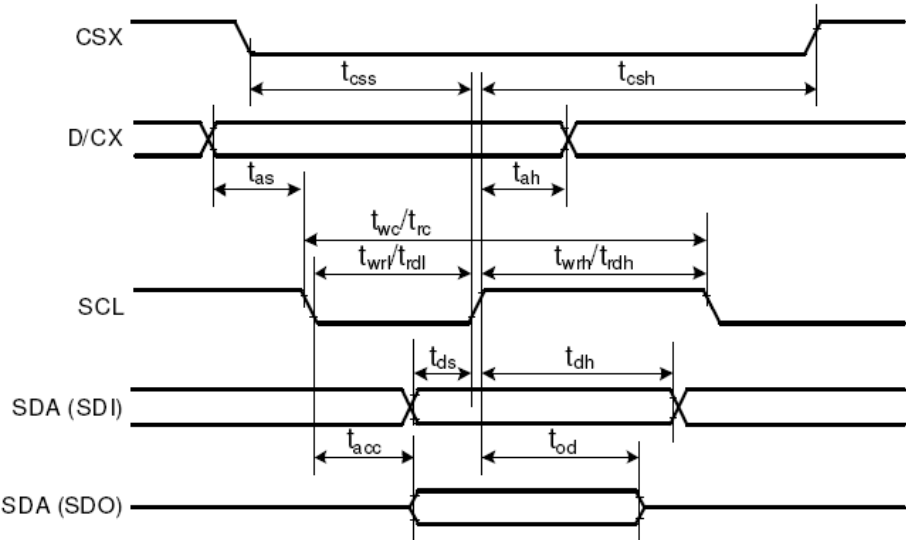 CSX
tcss
tcsh
D/CX
tas
tah
twc/trc
twrl/trdl
twrh/trdh
SCL
tds
tdh
SDA (SDI)
tacc
tod
SDA (SDO)